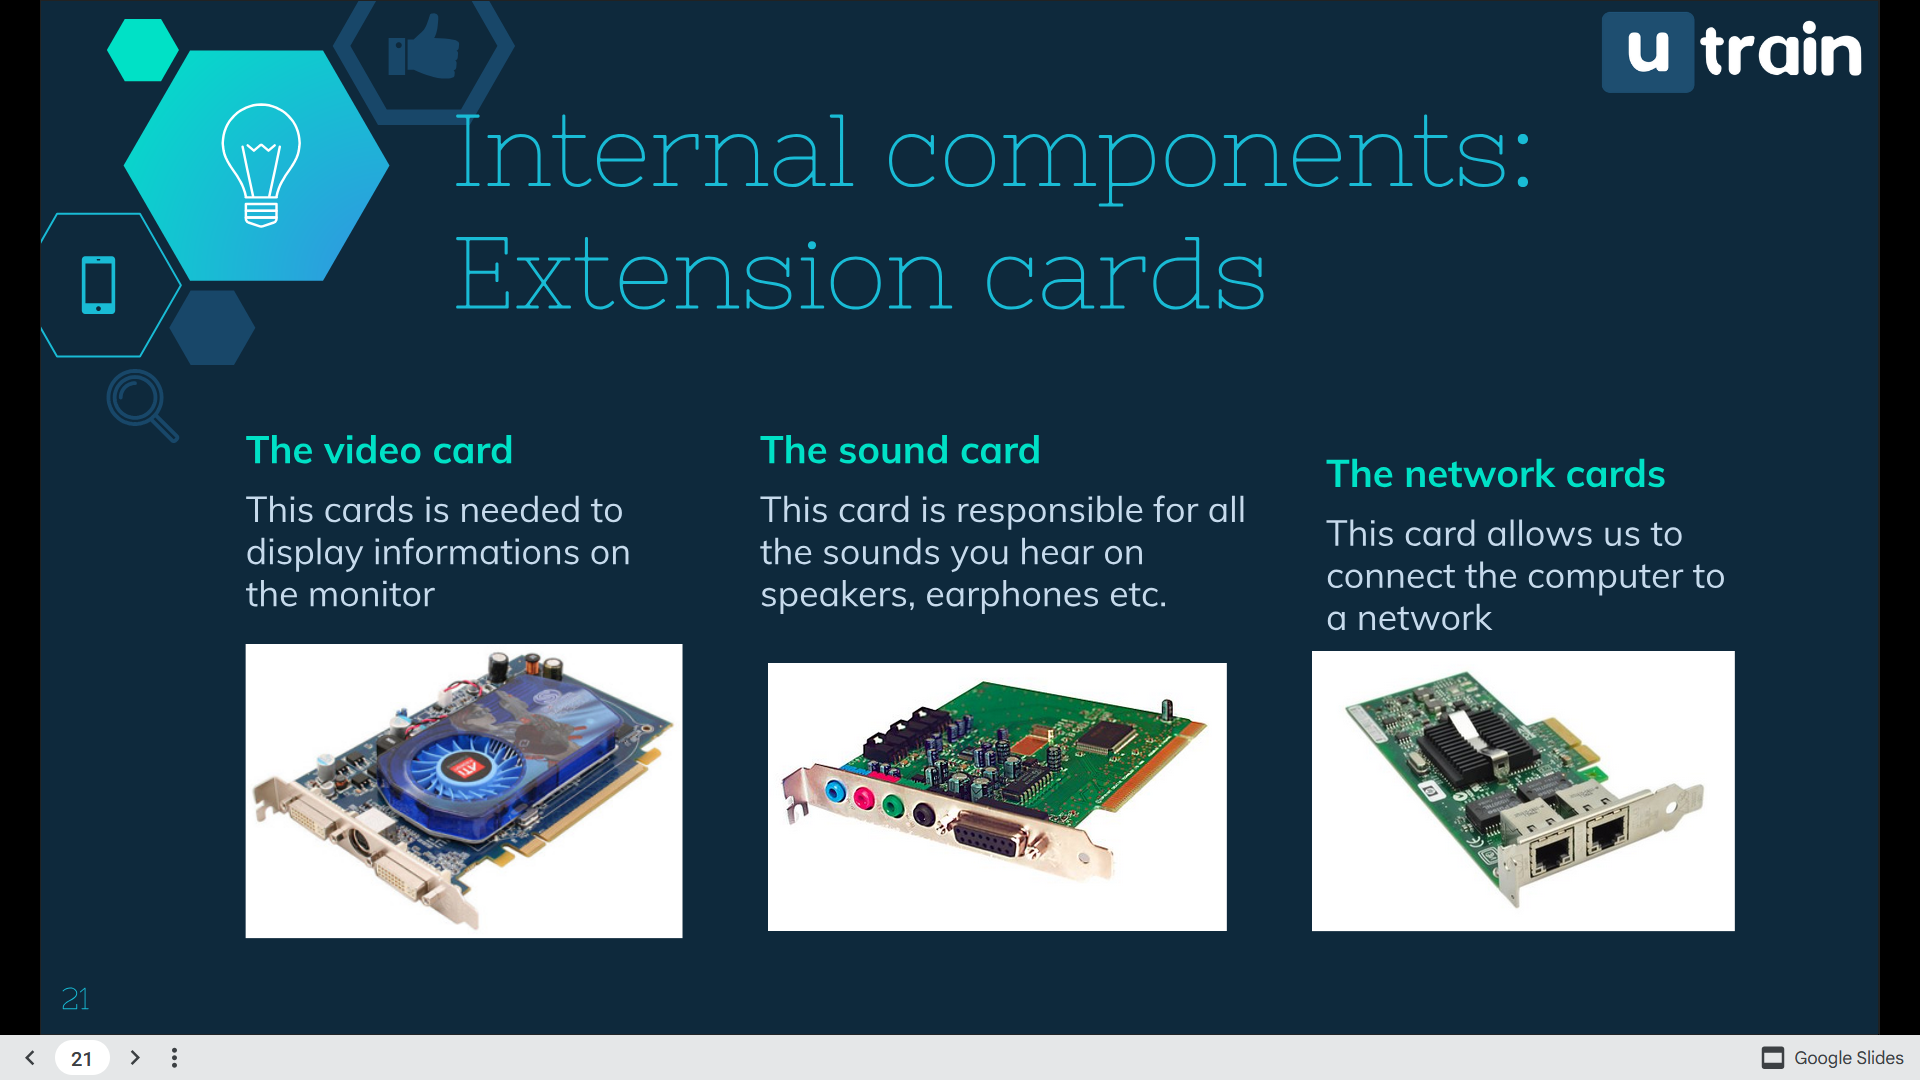 u train
Internal components:
Extension cards
The video card
This cards is needed to
display informations on
the monitor
The sound card
This card is responsible for all
the sounds you hear on
speakers, earphones etc.
The network cards
This card allows us to
connect the computer to
a network
ATI
21
21
Google Slides